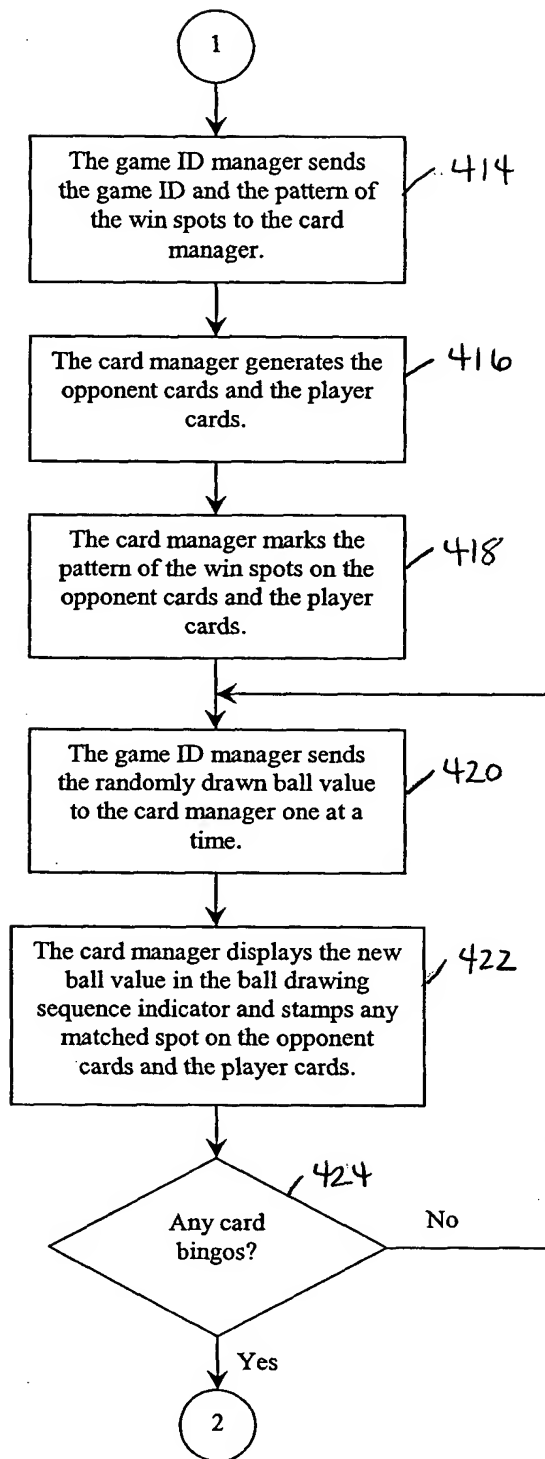 1
The game ID manager sends
the game ID and the pattern of
the win spots to the card
manager.
414
The card manager generates the
opponent cards and the player
cards.
416
The card manager marks the
pattern of the win spots on the
opponent cards and the player
cards.
418
The game ID manager sends
the randomly drawn ball value
to the card manager one at a
time.
420
The card manager displays the new
ball value in the ball drawing
sequence indicator and stamps any
matched spot on the opponent
cards and the player cards.
422
424
Any card
bingos?
No
Yes
2